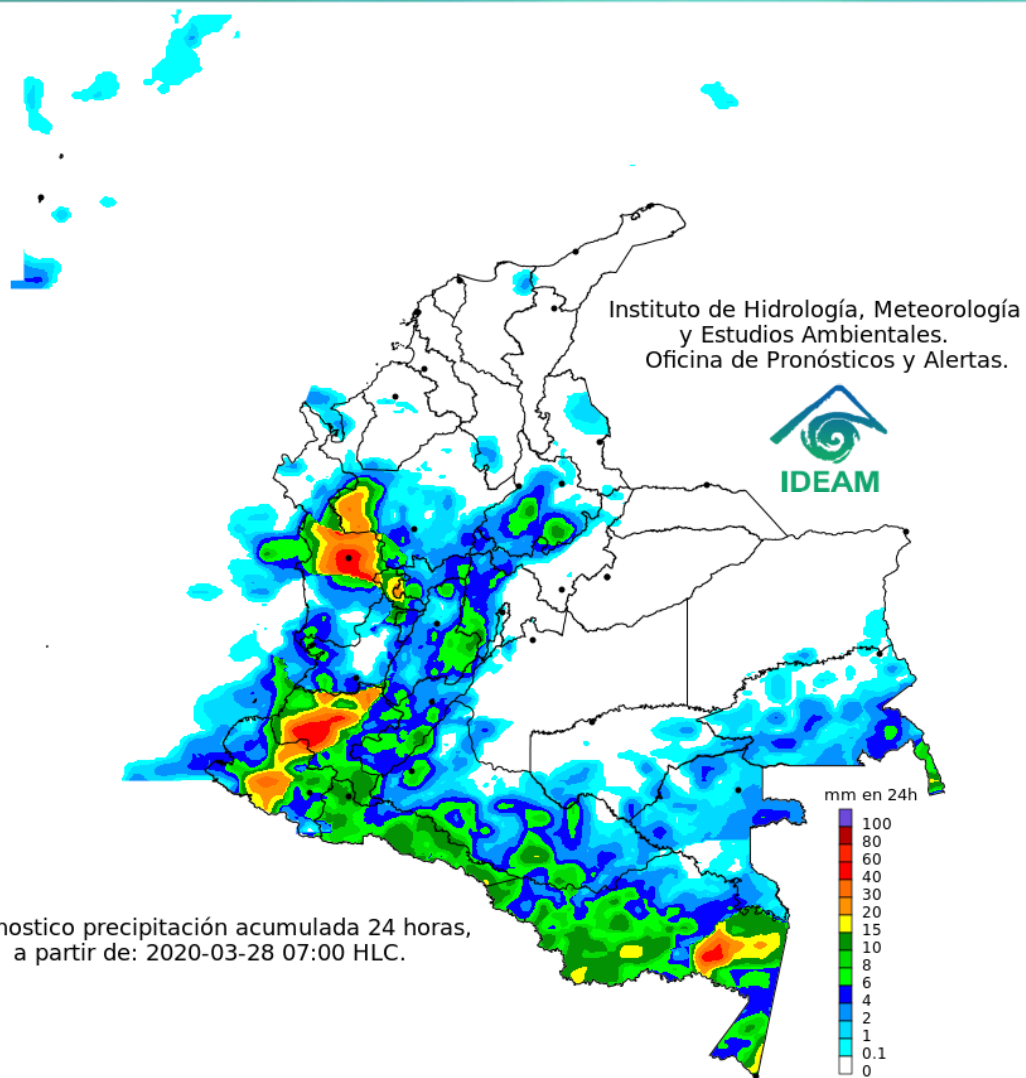 Instituto de Hidrología, Meteorología
y Estudios Ambientales.
Oficina de Pronósticos y Alertas.
IDEAM
mm en 24h
100
80
60
40
30
20
15
10
8
6
4
2
1
0.1
0
nostico precipitación acumulada 24 horas,
a partir de: 2020-03-28 07:00 HLC.